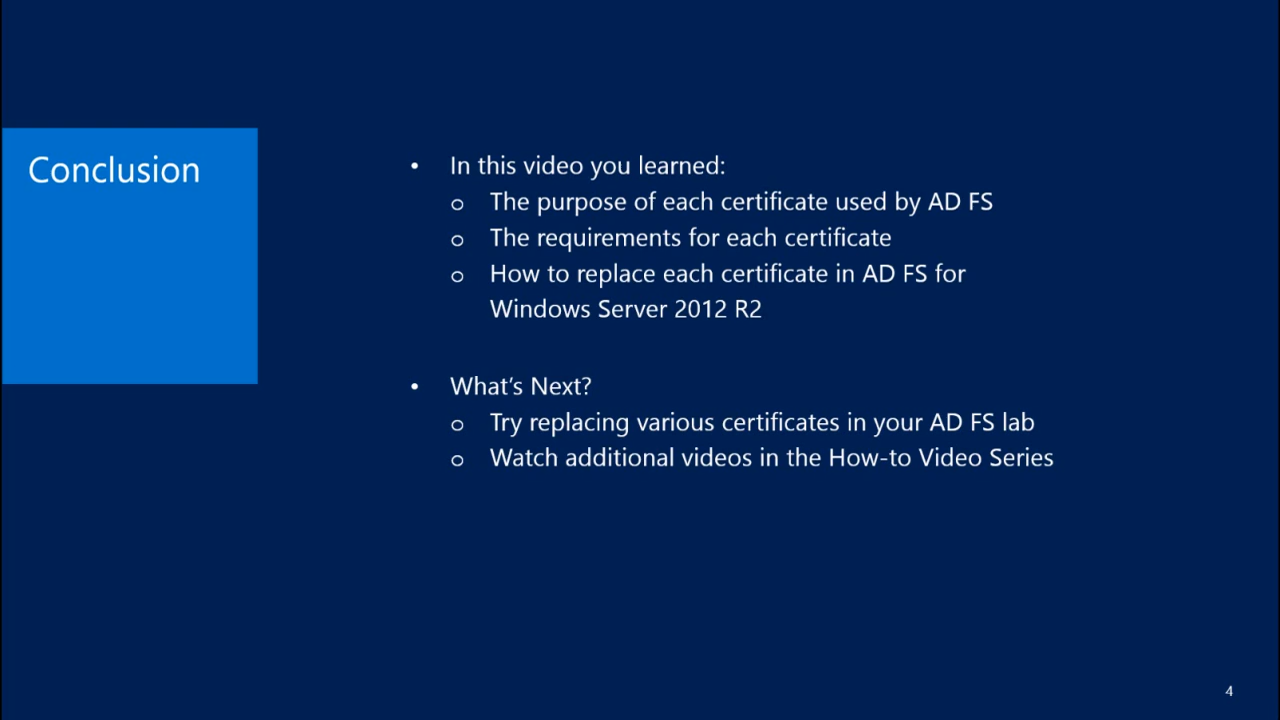 Conclusion
• In this video you learned:
o The purpose of each certificate used by AD FS
o The requirements for each certificate
o How to replace each certificate in AD FS for
Windows Server 2012 R2
• What's Next?
o Try replacing various certificates in your AD FS lab
o Watch additional videos in the How-to Video Series
4